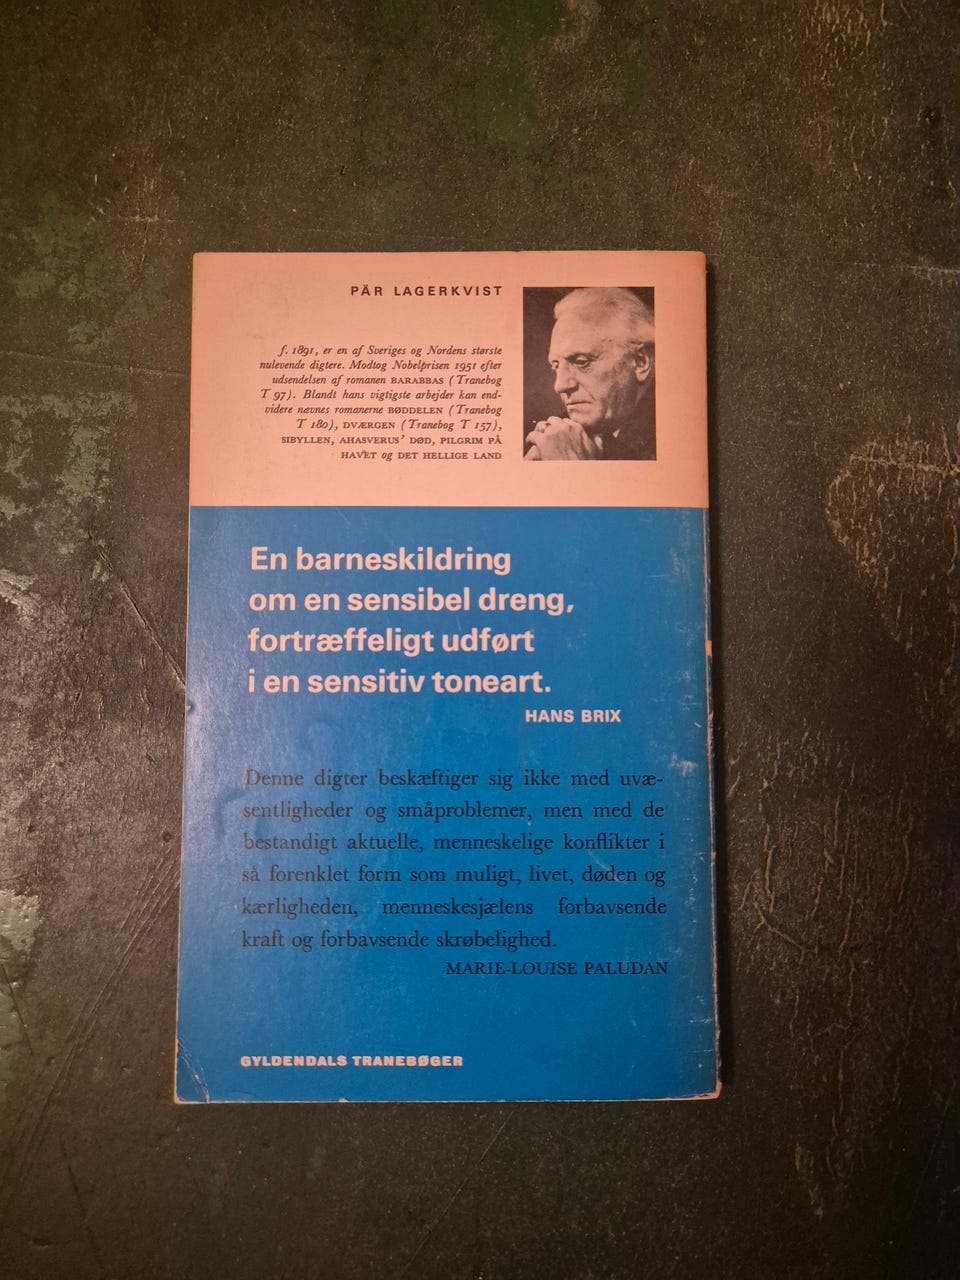 PÄR LAGERKVIST
f. 1891, er en af Sveriges og Nordens største
nulevende digtere. Modtog Nobelprisen 1951 efter
udsendelsen af romanen BARABBAS (Tranebog
T 97). Blandt hans vigtigste arbejder kan end-
videre nævnes romanerne BØDDELEN (Tranebog
T 180), DVÆRGEN (Tranebog T 157),
SIBYLLEN, AHASVERUS' DØD, PILGRIM PÅ
HAVET og DET HELLIGE LAND
En barneskildring
om en sensibel dreng,
fortræffeligt udført
i en sensitiv toneart.
HANS BRIX
Denne digter beskæftiger sig ikke med uvæ-
sentligheder og småproblemer, men med de
bestandigt aktuelle, menneskelige konflikter i
så forenklet form som muligt, livet, døden og
kærligheden, menneskesjælens forbavsende
kraft og forbavsende skrøbelighed.
MARIE-LOUISE PALUDAN
GYLDENDALS TRANEBØGER